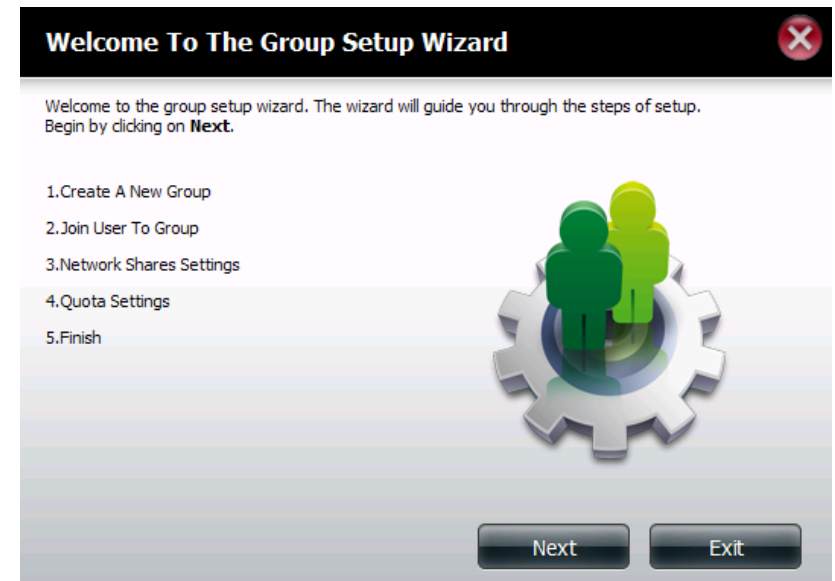 Welcome To The Group Setup Wizard
Welcome to the group setup wizard. The wizard will guide you through the steps of setup.
Begin by clicking on Next.
1.Create A New Group
2.Join User To Group
3.Network Shares Settings
4.Quota Settings
5.Finish
Next
Exit